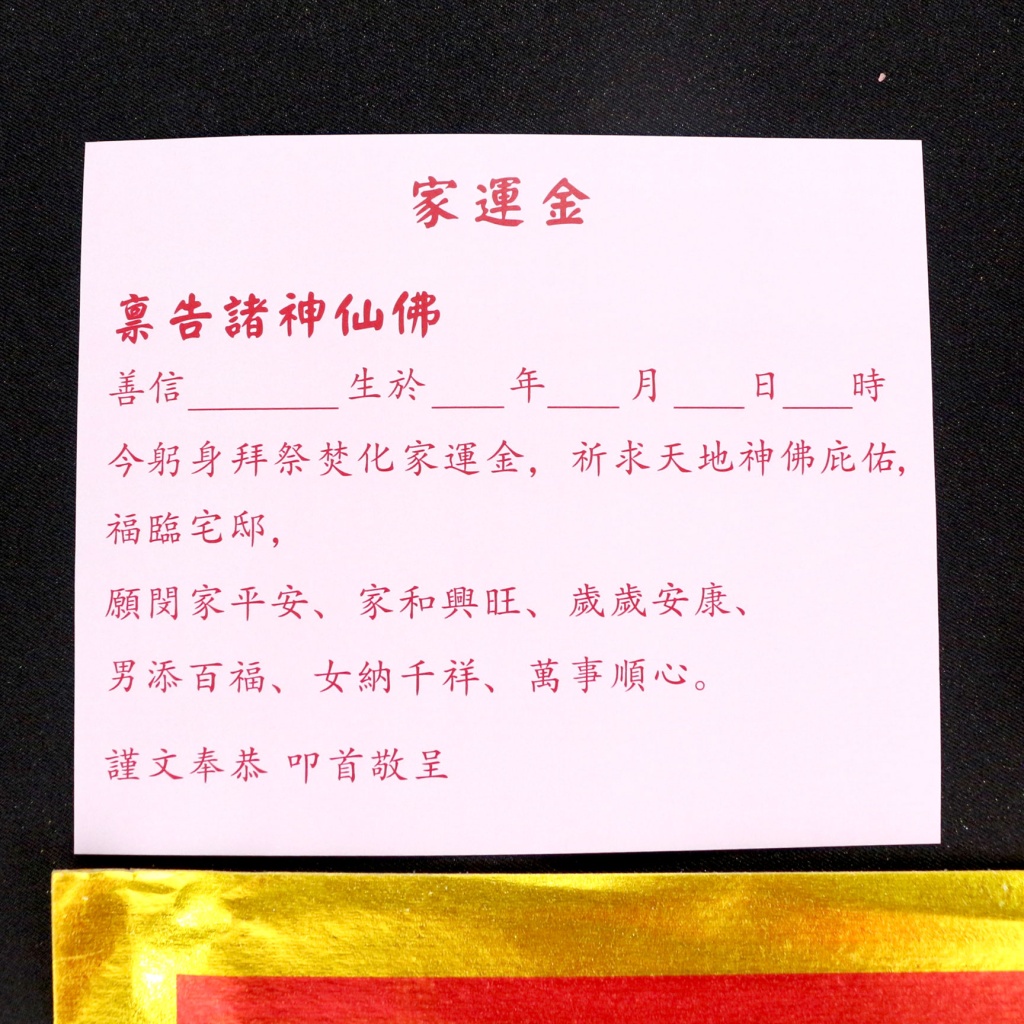 家運金
禀告諸神仙佛
善信________生於____年____月____日____時
今躬身拜祭焚化家運金，祈求天地神佛庇佑，
福臨宅邸，
願閔家平安、家和興旺、歲歲安康、
男添百福、女納千祥、萬事順心。
謹文奉恭 叩首敬呈